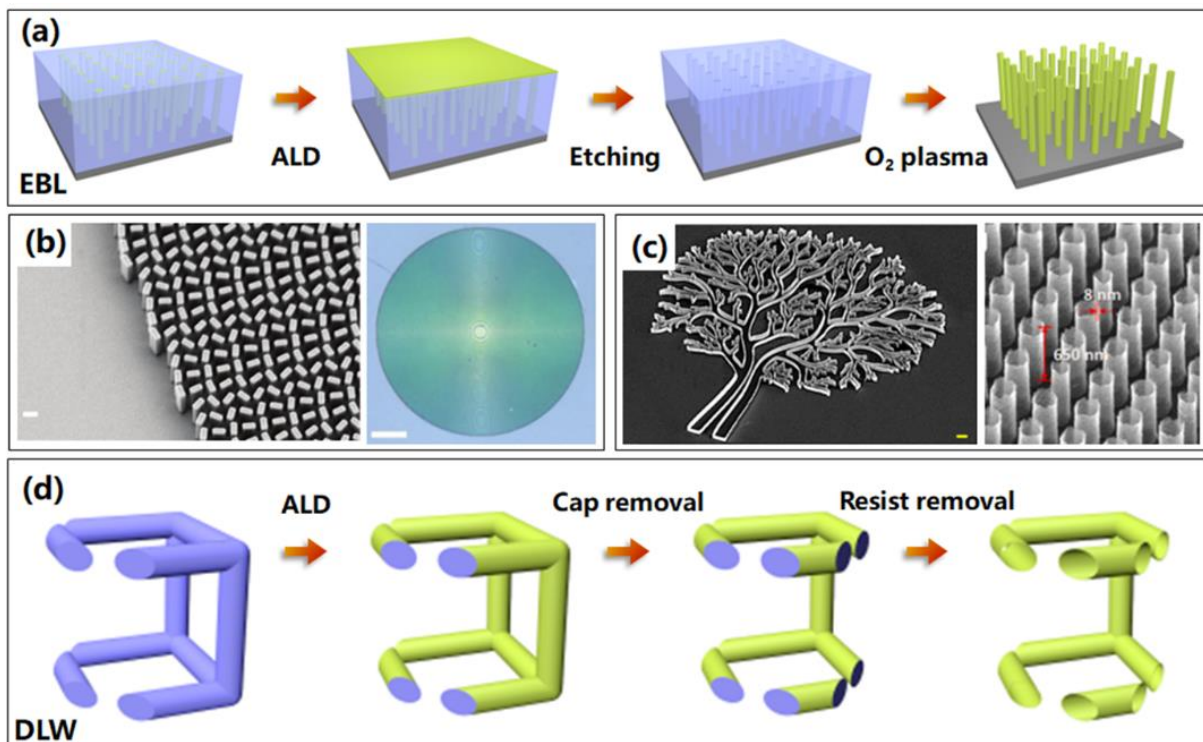 (a)
ALD
Etching
O₂ plasma
EBL
(b)
(c)
8 nm
650 nm
(d)
ALD
Cap removal
Resist removal
DLW